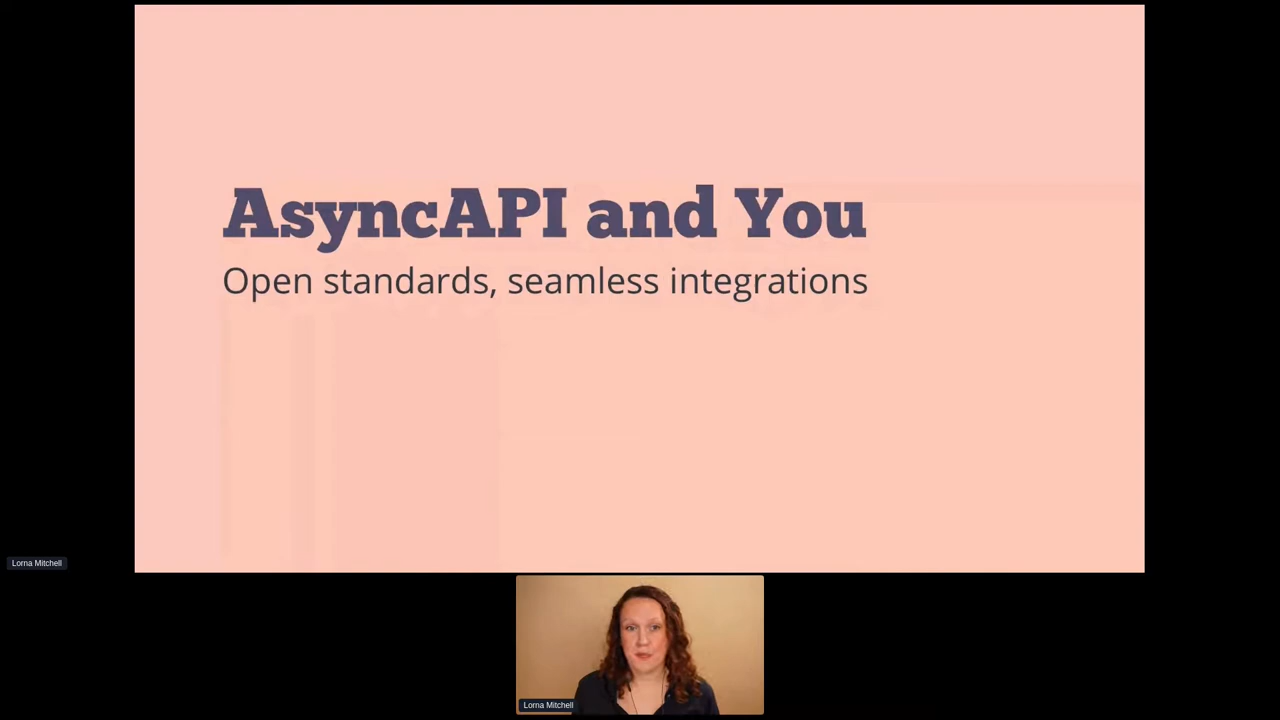 AsyncAPI and You
Open standards, seamless integrations
Lorna Mitchell
Lorna Mitchell